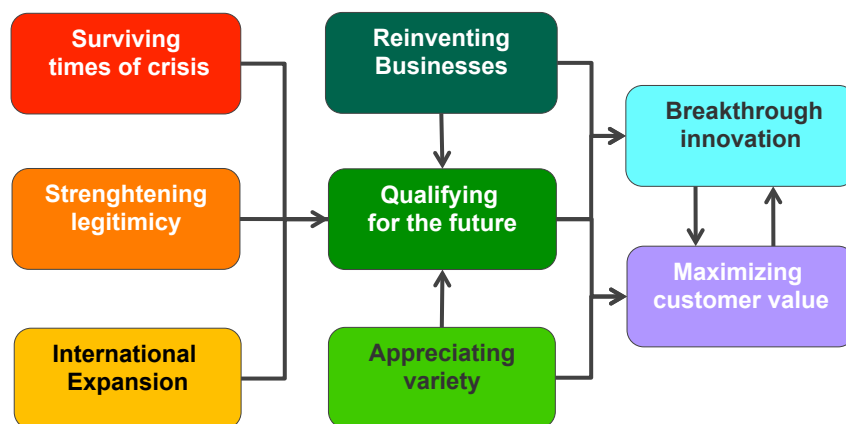 Surviving
times of crisis
Reinventing
Businesses
Breakthrough
innovation
Strenghtening
legitimicy
Qualifying
for the future
Maximizing
customer value
International
Expansion
Appreciating
variety